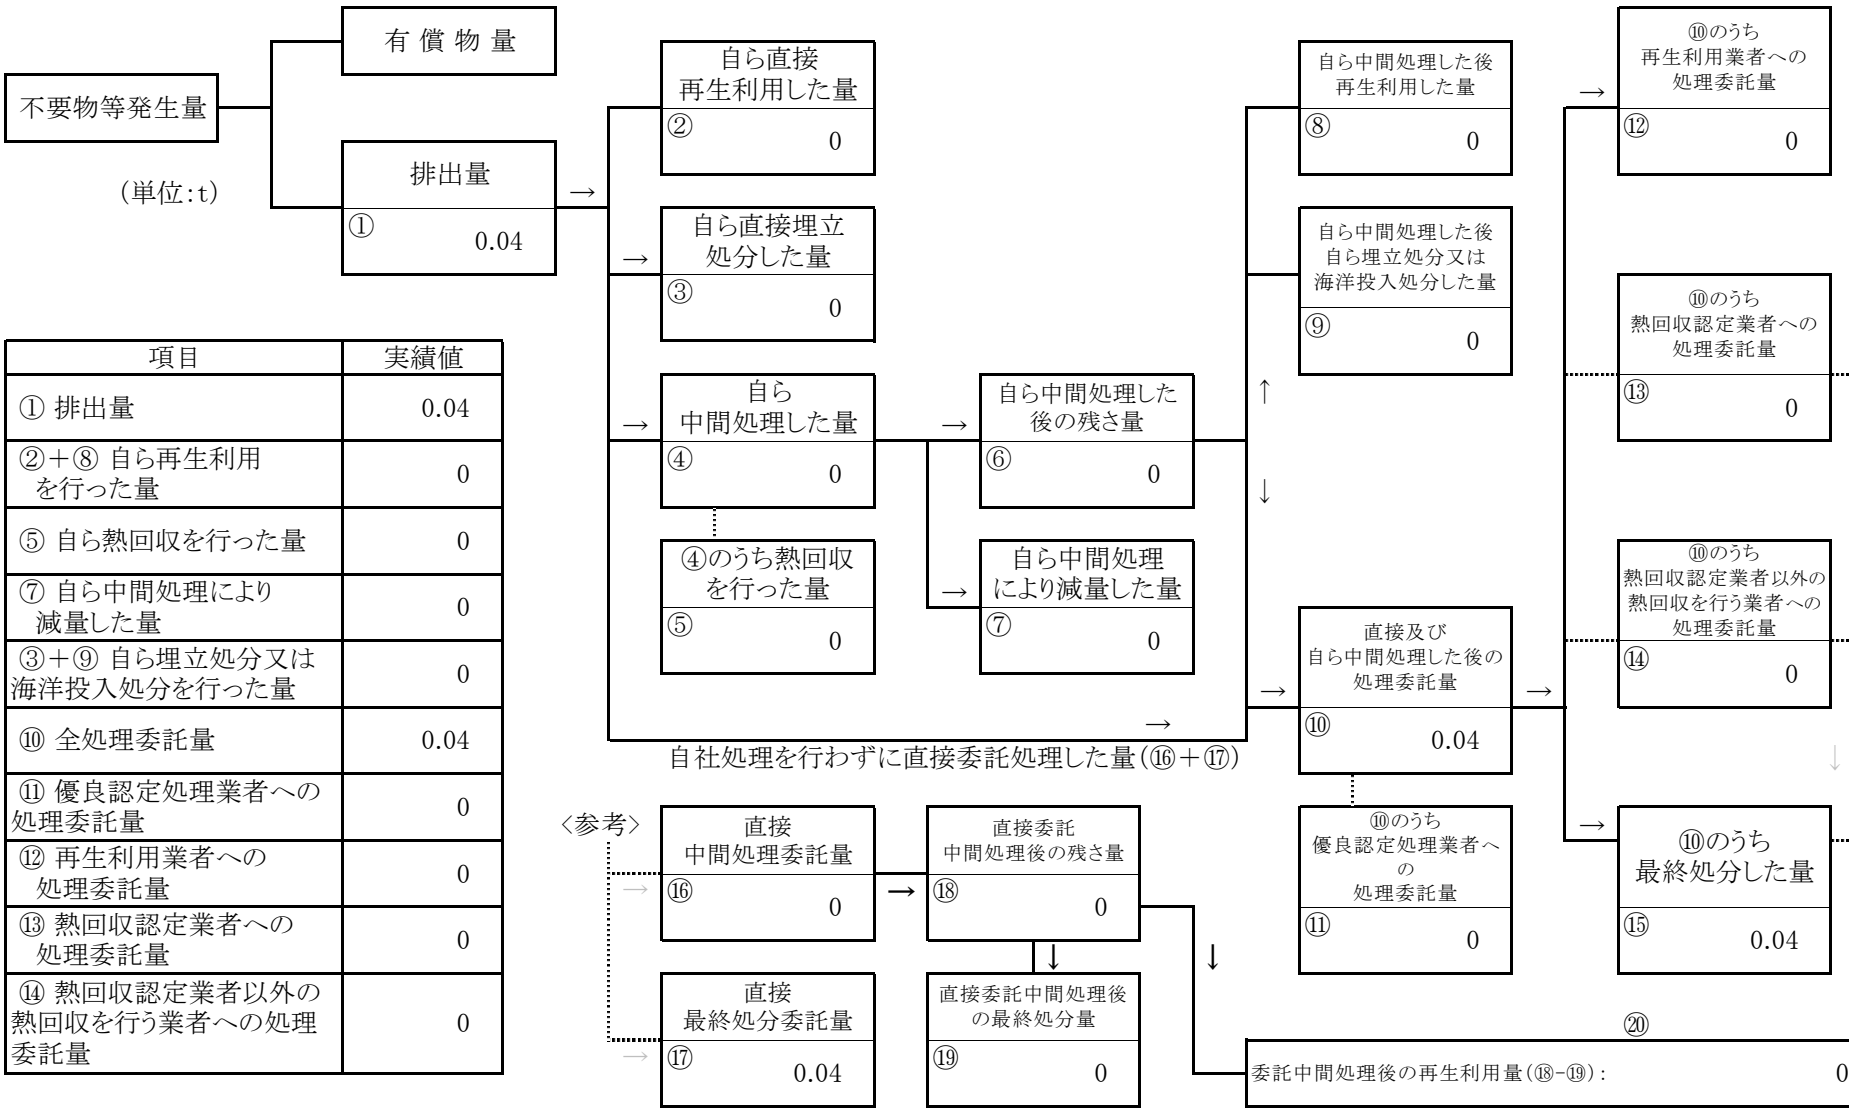 有 償 物 量
不要物等発生量
排出量
① 0.04
(単位:t)
→
自ら直接
再生利用した量
② 0
→
自ら直接埋立
処分した量
③ 0
→
自ら
中間処理した量
④ 0
④のうち熱回収
を行った量
⑤ 0
→
自ら中間処理した
後の残さ量
⑥ 0
→
自ら中間処理
により減量した量
⑦ 0
→
自社処理を行わずに直接委託処理した量(⑯+⑰)
↑
↓
自ら中間処理した後
再生利用した量
⑧ 0
自ら中間処理した後
自ら埋立処分又は
海洋投入処分した量
⑨ 0
→
直接及び
自ら中間処理した後の
処理委託量
⑩ 0.04
⑩のうち
優良認定処理業者へ
の
処理委託量
⑪ 0
→
→
⑩のうち
再生利用業者への
処理委託量
⑫ 0
⑩のうち
熱回収認定業者への
処理委託量
⑬ 0
⑩のうち
熱回収認定業者以外の
熱回収を行う業者への
処理委託量
⑭ 0
↓
→
⑩のうち
最終処分した量
⑮ 0.04
項目 実績値
① 排出量 0.04
②+⑧ 自ら再生利用
を行った量 0
⑤ 自ら熱回収を行った量 0
⑦ 自ら中間処理により
減量した量 0
③+⑨ 自ら埋立処分又は
海洋投入処分を行った量 0
⑩ 全処理委託量 0.04
⑪ 優良認定処理業者への
処理委託量 0
⑫ 再生利用業者への
処理委託量 0
⑬ 熱回収認定業者への
処理委託量 0
⑭ 熱回収認定業者以外の
熱回収を行う業者への処理
委託量 0
<参考>
→
直接
中間処理委託量
⑯ 0
→
直接委託
中間処理後の残さ量
⑱ 0
↓
↓
→
直接
最終処分委託量
⑰ 0.04
直接委託中間処理後
の最終処分量
⑲ 0
⑳
委託中間処理後の再生利用量(⑱-⑲): 0